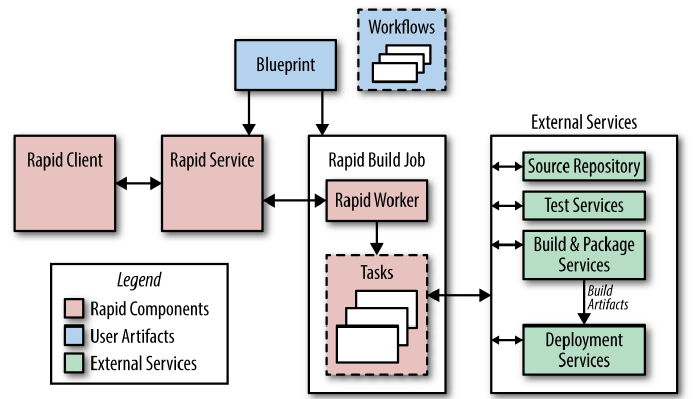 Workflows
Blueprint
External Services
Rapid Client
Rapid Service
Rapid Build Job
Source Repository
Rapid Worker
Test Services
Build & Package
Services
Tasks
Legend
Build
Artifacts
Rapid Components
User Artifacts
Deployment
Services
External Services